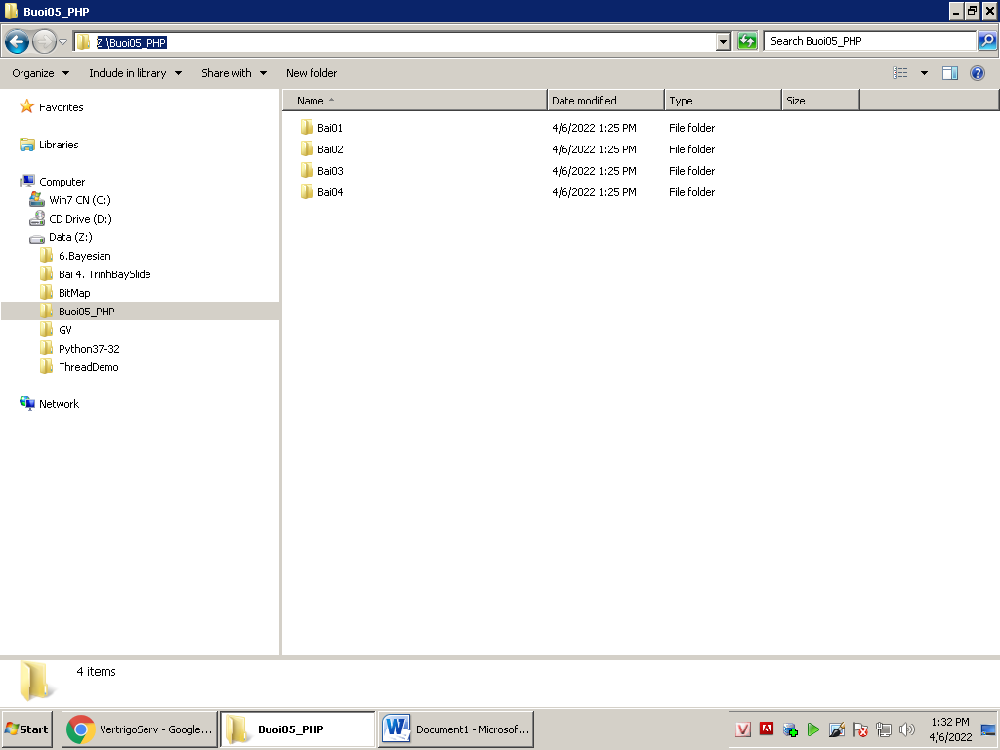 Buoi05_PHP
Z:\Buoi05_PHP
Search Buoi05_PHP
Organize Include in library Share with New folder
Favorites
Libraries
Computer
Win7 CN (C:)
CD Drive (D:)
Data (Z:)
6.Bayesian
Bai 4. TrinhBaySlide
BitMap
Buoi05_PHP
GV
Python37-32
ThreadDemo
Network
Name Date modified Type Size
Bai01 4/6/2022 1:25 PM File folder
Bai02 4/6/2022 1:25 PM File folder
Bai03 4/6/2022 1:25 PM File folder
Bai04 4/6/2022 1:25 PM File folder
4 items
Start VertrigoServ - Google... Buoi05_PHP Document1 - Microsof... 1:32 PM
4/6/2022